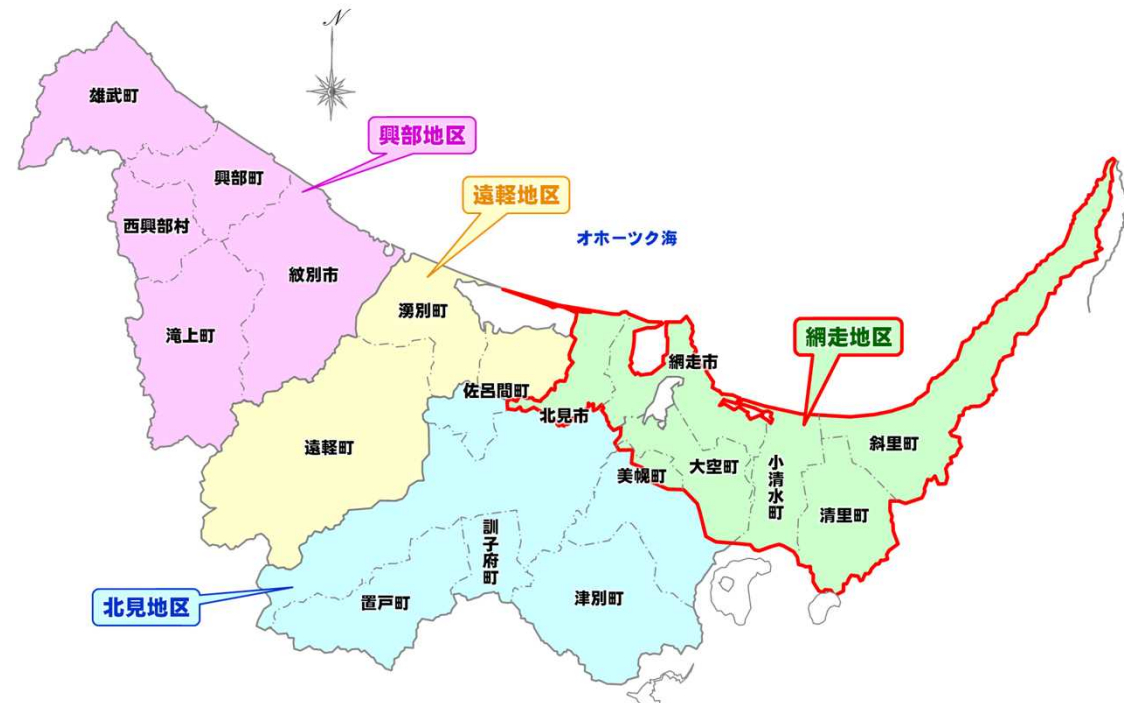 N
雄武町
興部地区
興部町
遠軽地区
西興部村
オホーツク海
紋別市
湧別町
滝上町
網走地区
網走市
佐呂間町
北見市
斜里町
遠軽町
大空町
美幌町
小清水町
清里町
訓子府町
北見地区
置戸町
津別町